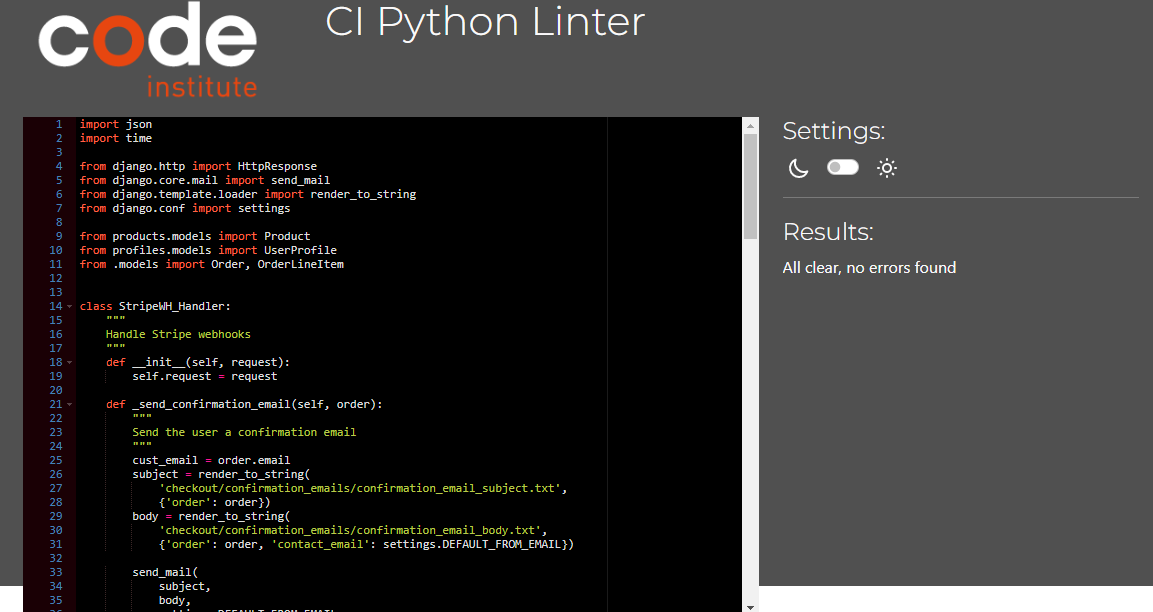 code
institute
CI Python Linter
1 import json
2 import time
3
4 from django.http import HttpResponse
5 from django.core.mail import send_mail
6 from django.template.loader import render_to_string
7 from django.conf import settings
8
9 from products.models import Product
10 from profiles.models import UserProfile
11 from .models import Order, OrderLineItem
12
13
14 class StripeWH_Handler:
15     """
16     Handle Stripe webhooks
17     """
18     def __init__(self, request):
19         self.request = request
20
21     def _send_confirmation_email(self, order):
22         """
23         Send the user a confirmation email
24         """
25         cust_email = order.email
26         subject = render_to_string(
27             'checkout/confirmation_emails/confirmation_email_subject.txt',
28             {'order': order})
29         body = render_to_string(
30             'checkout/confirmation_emails/confirmation_email_body.txt',
31             {'order': order, 'contact_email': settings.DEFAULT_FROM_EMAIL})
32
33         send_mail(
34             subject,
35             body,
Settings:
Results:
All clear, no errors found